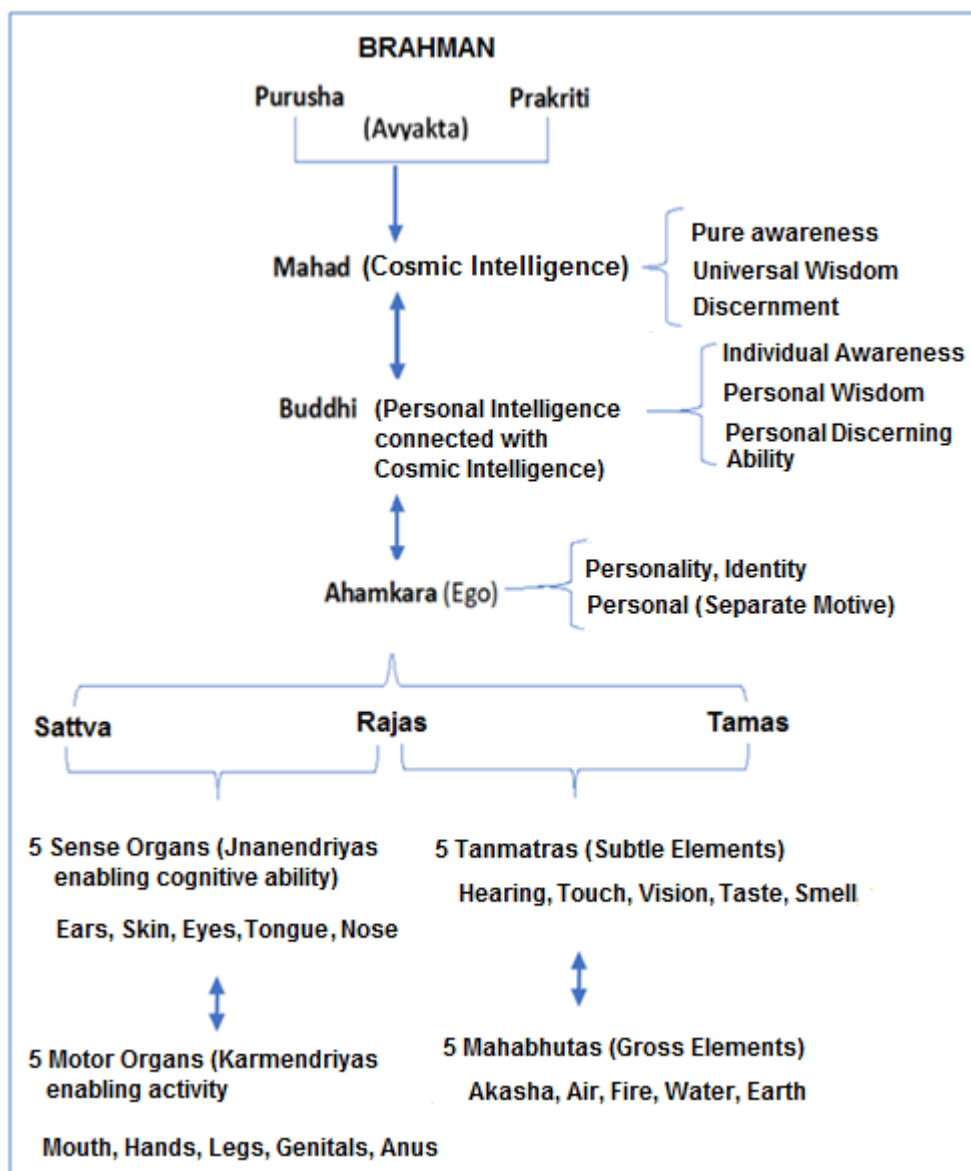 BRAHMAN
Purusha
Prakriti
(Avyakta)
Mahad (Cosmic Intelligence)
Pure awareness
Universal Wisdom
Discernment
Buddhi (Personal Intelligence
connected with
Cosmic Intelligence)
Individual Awareness
Personal Wisdom
Personal Discerning
Ability
Ahamkara (Ego)
Personality, Identity
Personal (Separate Motive)
Sattva
Rajas
Tamas
5 Sense Organs (Jnanendriyas
enabling cognitive ability)
Ears, Skin, Eyes, Tongue, Nose
5 Motor Organs (Karmendriyas
enabling activity
Mouth, Hands, Legs, Genitals, Anus
5 Tanmatras (Subtle Elements)
Hearing, Touch, Vision, Taste, Smell
5 Mahabhutas (Gross Elements)
Akasha, Air, Fire, Water, Earth